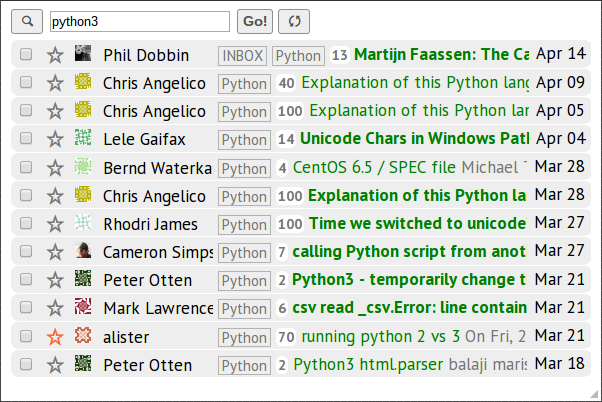 python3 Go!
Phil Dobbin INBOX Python 13 Martijn Faassen: The Ca Apr 14
Chris Angelico Python 40 Explanation of this Python lang Apr 09
Chris Angelico Python 100 Explanation of this Python lan Apr 05
Lele Gaifax Python 14 Unicode Chars in Windows Path Apr 04
Bernd Waterka Python 4 CentOS 6.5 / SPEC file Michael T Mar 28
Chris Angelico Python 100 Explanation of this Python la Mar 28
Rhodri James Python 100 Time we switched to unicode Mar 27
Cameron Simps Python 7 calling Python script from anot Mar 27
Peter Otten Python 2 Python3 - temporarily change t Mar 21
Mark Lawrence Python 6 csv read _csv.Error: line contain Mar 21
alister Python 70 running python 2 vs 3 On Fri, 2 Mar 21
Peter Otten Python 2 Python3 html.parser balaji maris Mar 18